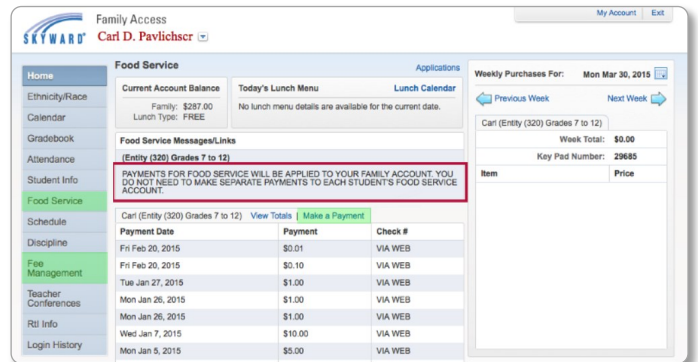 My Account Exit
SKYWARD
Family Access
Carl D. Pavlichscr
Home
Ethnicity/Race
Calendar
Gradebook
Attendance
Student Info
Food Service
Schedule
Discipline
Fee
Management
Teacher
Conferences
RtI Info
Login History
Food Service
Applications
Current Account Balance
Family: $287.00
Lunch Type: FREE
Today's Lunch Menu Lunch Calendar
No lunch menu details are available for the current date.
Food Service Messages/Links
(Entity (320) Grades 7 to 12)
PAYMENTS FOR FOOD SERVICE WILL BE APPLIED TO YOUR FAMILY ACCOUNT. YOU
DO NOT NEED TO MAKE SEPARATE PAYMENTS TO EACH STUDENT'S FOOD SERVICE
ACCOUNT.
Carl (Entity (320) Grades 7 to 12) View Totals | Make a Payment
Payment Date Payment Check #
Fri Feb 20, 2015 $0.01 VIA WEB
Fri Feb 20, 2015 $0.10 VIA WEB
Tue Jan 27, 2015 $1.00 VIA WEB
Mon Jan 26, 2015 $1.00 VIA WEB
Mon Jan 26, 2015 $1.00 VIA WEB
Wed Jan 7, 2015 $10.00 VIA WEB
Mon Jan 5, 2015 $5.00 VIA WEB
Weekly Purchases For: Mon Mar 30, 2015
Previous Week Next Week
Carl (Entity (320) Grades 7 to 12)
Week Total: $0.00
Key Pad Number: 29685
Item Price